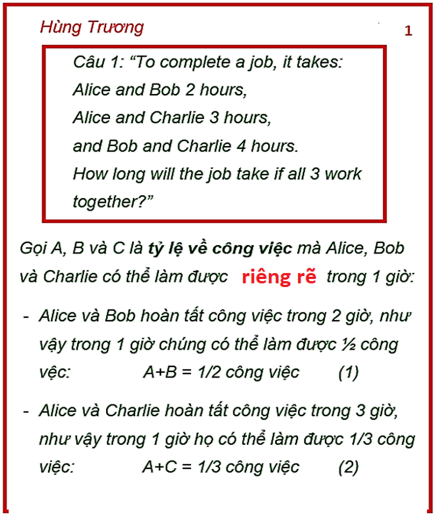 Hùng Trương 1
Câu 1: “To complete a job, it takes:
Alice and Bob 2 hours,
Alice and Charlie 3 hours,
and Bob and Charlie 4 hours.
How long will the job take if all 3 work
together?”
Gọi A, B và C là tỷ lệ về công việc mà Alice, Bob
và Charlie có thể làm được riêng rẽ trong 1 giờ:
- Alice và Bob hoàn tất công việc trong 2 giờ, như
vậy trong 1 giờ chúng có thể làm được ½ công
vệc: A+B = 1/2 công việc (1)
- Alice và Charlie hoàn tất công việc trong 3 giờ,
như vậy trong 1 giờ họ có thể làm được 1/3 công
việc: A+C = 1/3 công việc (2)